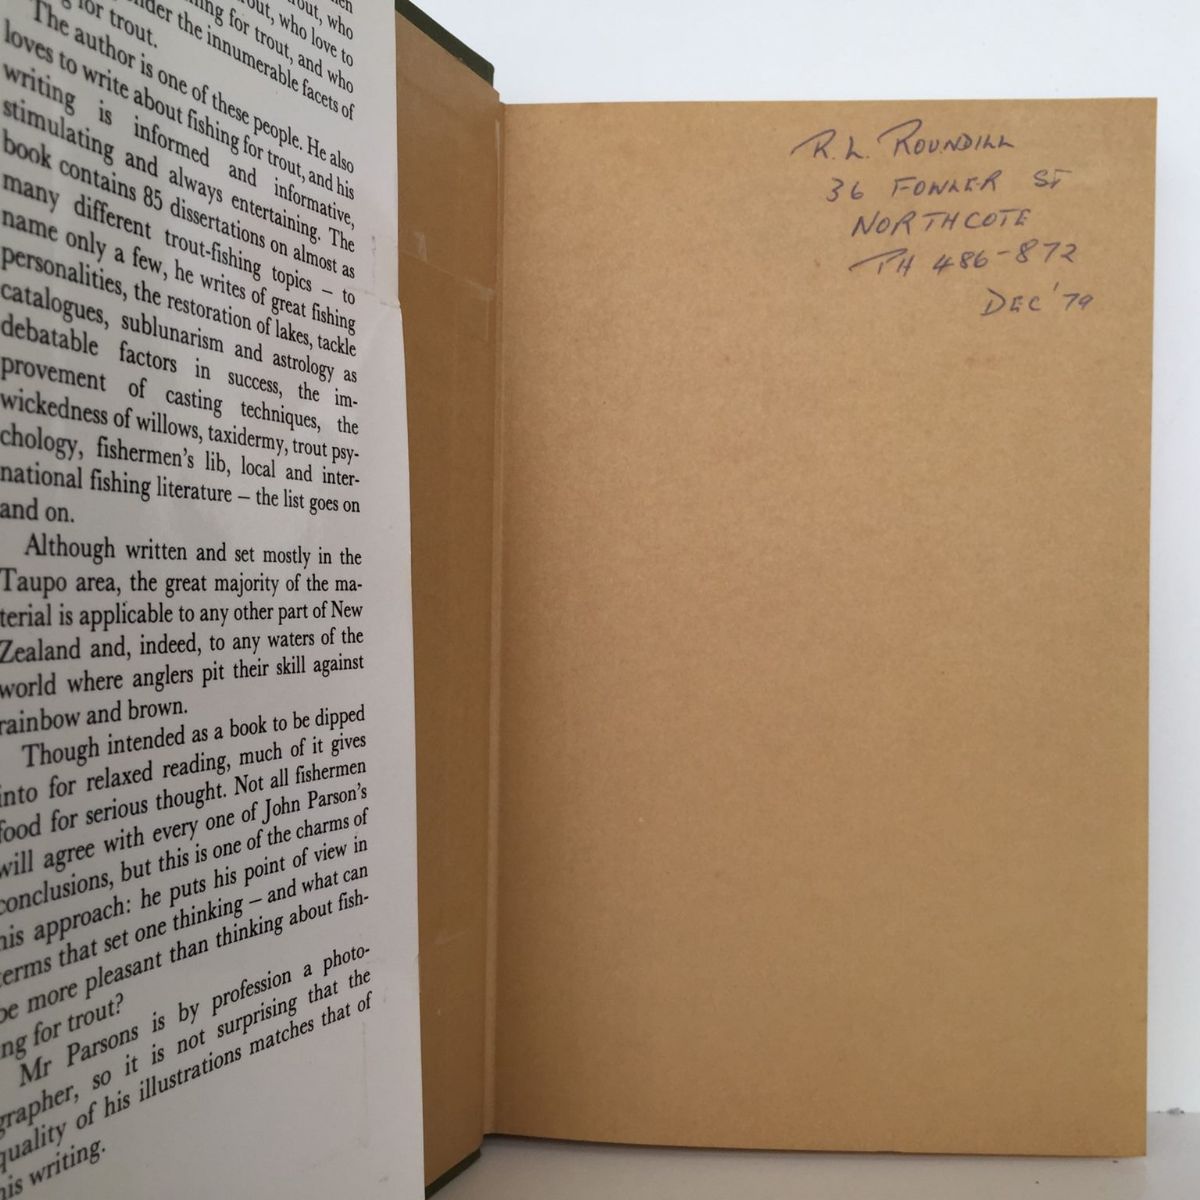 trout, who
trout, who love to
fishing for trout, and who
the innumerable facets of
for trout.
The author is one of these people. He also
loves to write about fishing for trout, and his
writing is informed and informative,
stimulating and always entertaining. The
book contains 85 dissertations on almost as
many different trout-fishing topics – to
name only a few, he writes of great fishing
personalities, the restoration of lakes, tackle
catalogues, sublunarism and astrology as
debatable factors in success, the im-
provement of casting techniques, the
wickedness of willows, taxidermy, trout psy-
chology, fishermen's lib, local and inter-
national fishing literature – the list goes on
and on.
Although written and set mostly in the
Taupo area, the great majority of the ma-
terial is applicable to any other part of New
Zealand and, indeed, to any waters of the
world where anglers pit their skill against
rainbow and brown.
Though intended as a book to be dipped
into for relaxed reading, much of it gives
food for serious thought. Not all fishermen
will agree with every one of John Parson's
conclusions, but this is one of the charms of
his approach: he puts his point of view in
terms that set one thinking – and what can
be more pleasant than thinking about fish-
ing for trout?
Mr Parsons is by profession a photo-
grapher, so it is not surprising that the
quality of his illustrations matches that of
his writing.
R. L. ROUNDILL
36 FOWLER ST
NORTHCOTE
PH 486-872
DEC '79